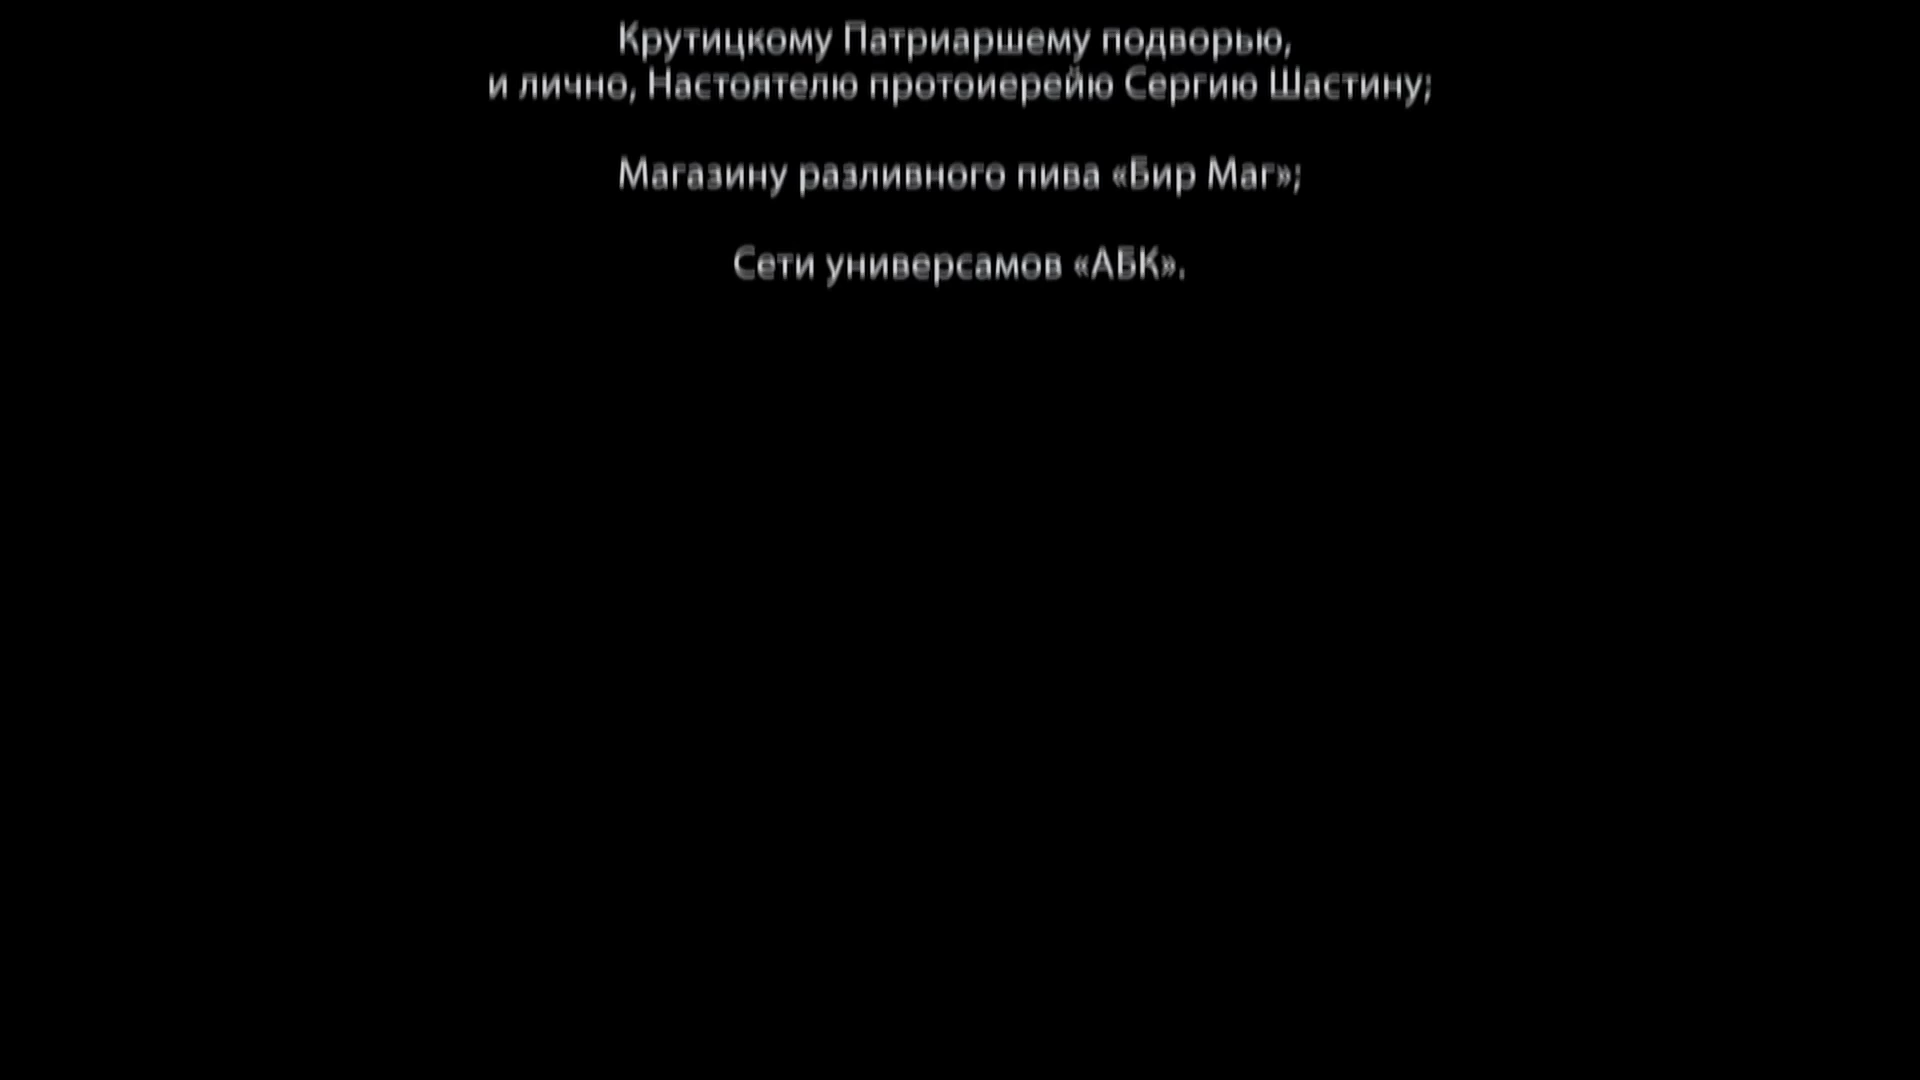 Крутицкому Патриаршему подворью,
и лично, Настоятелю протоиерейю Сергию Шастину;
Магазину разливного пива «Бир Маг»;
Сети универсамов «АБК».